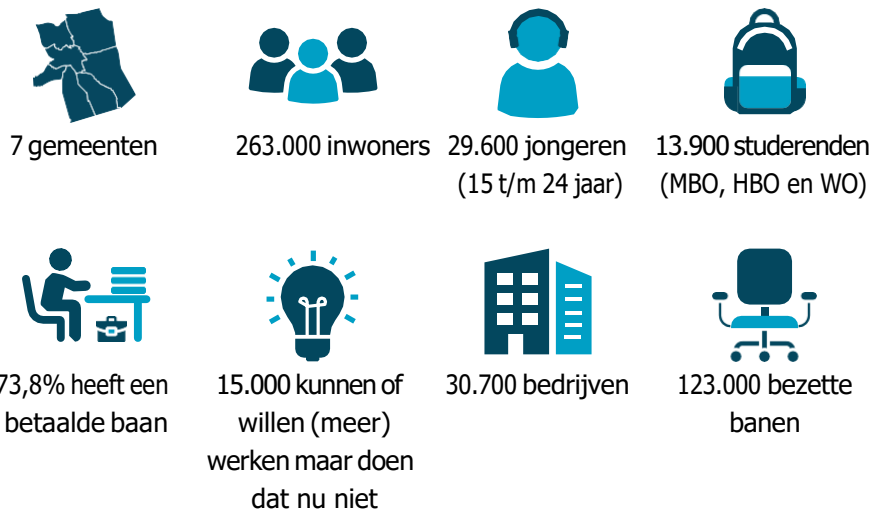 7 gemeenten
263.000 inwoners
29.600 jongeren
(15 t/m 24 jaar)
13.900 studerenden
(MBO, HBO en WO)
73,8% heeft een
betaalde baan
15.000 kunnen of
willen (meer)
werken maar doen
dat nu niet
30.700 bedrijven
123.000 bezette
banen